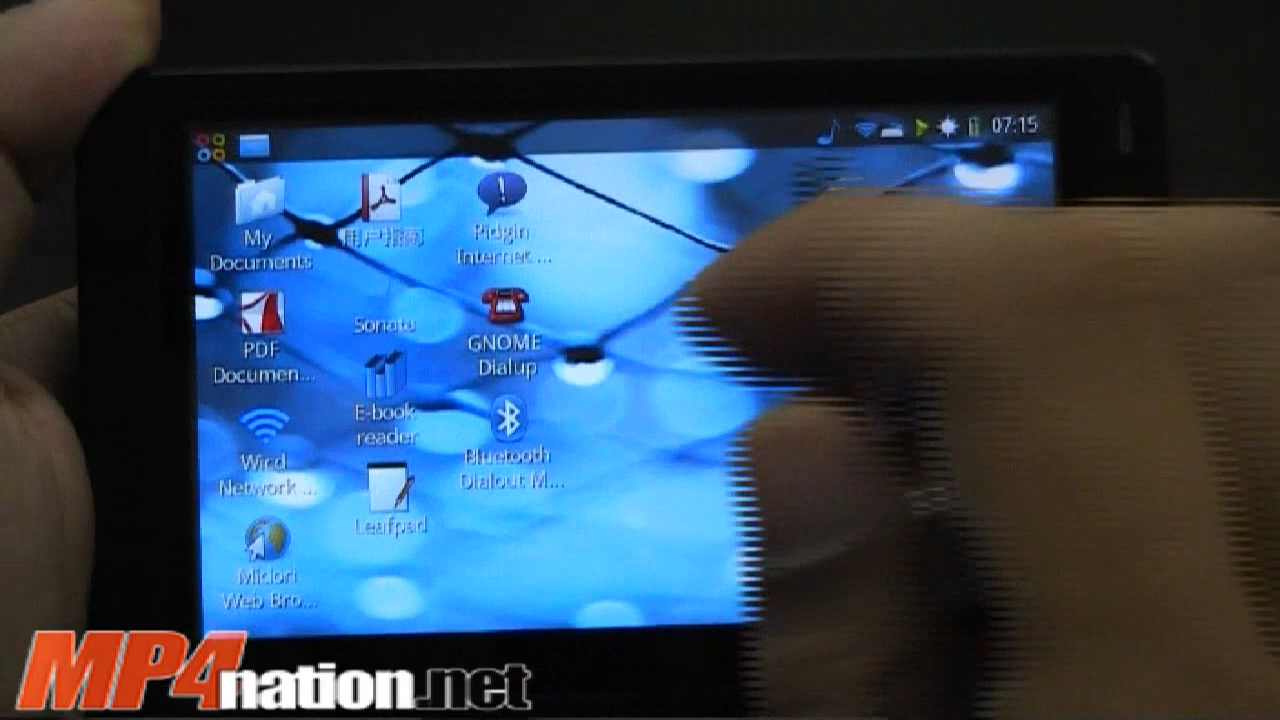 07:15
My
Documents
用户指南
Pidgin
Internet ...
PDF
Documen...
Sonata
GNOME
Dialup
E-book
reader
Wicd
Network ...
Bluetooth
Dialout M...
Leafpad
Midori
Web Bro...
MP4nation.net